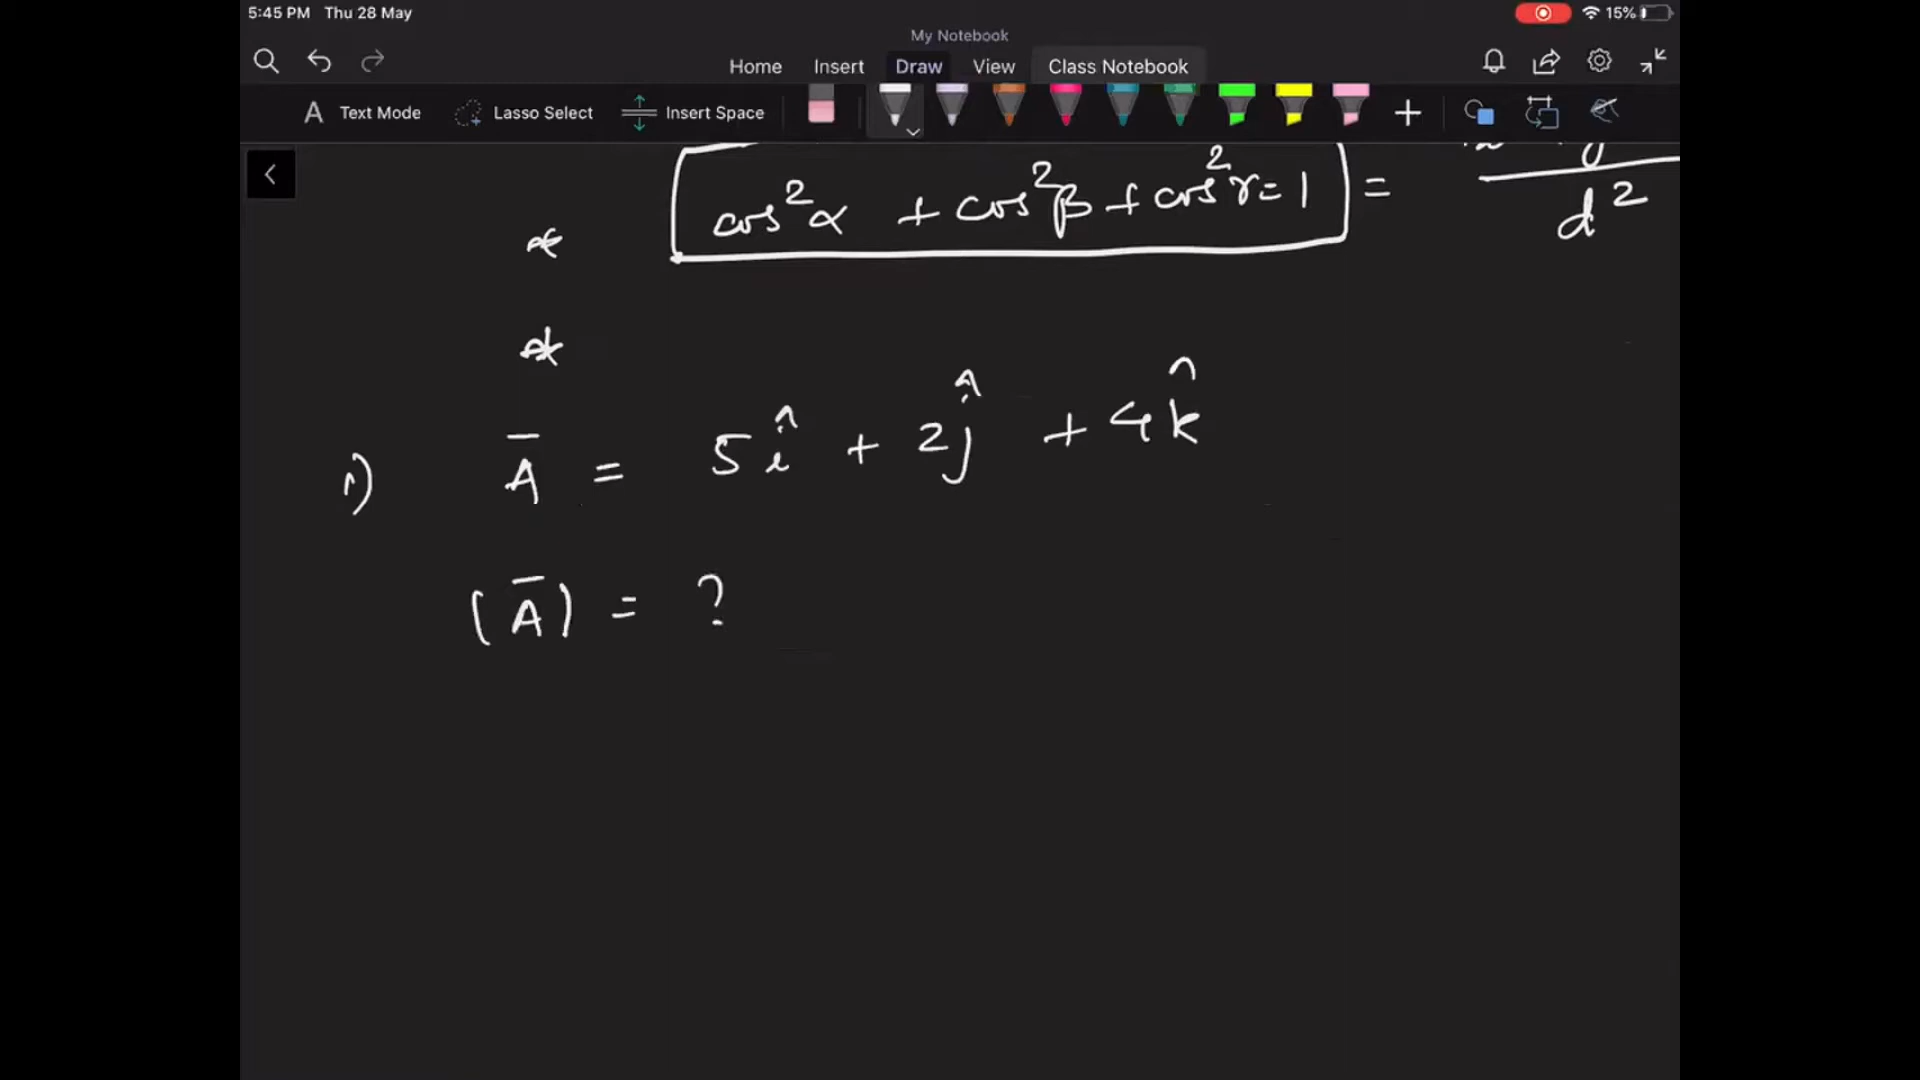 5:45 PM Thu 28 May
15%
My Notebook
Home Insert Draw View Class Notebook
A Text Mode Lasso Select Insert Space
cos²α + cos²β + cos²γ = 1 =
d²
*
*
1) A̅ = 5î + 2ĵ + 4k̂
(A̅) = ?